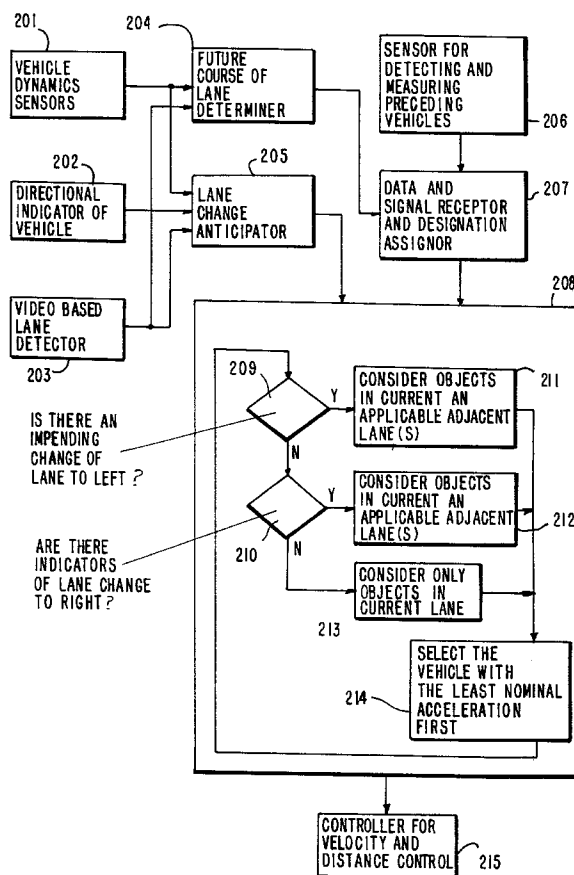 201
VEHICLE
DYNAMICS
SENSORS
204
FUTURE
COURSE OF
LANE
DETERMINER
SENSOR FOR
DETECTING AND
MEASURING
PRECEDING
VEHICLES
206
202
DIRECTIONAL
INDICATOR OF
VEHICLE
205
LANE
CHANGE
ANTICIPATOR
207
DATA AND
SIGNAL RECEPTOR
AND DESIGNATION
ASSIGNOR
VIDEO BASED
LANE
DETECTOR
203
208
209
Y
N
IS THERE AN
IMPENDING
CHANGE OF
LANE TO LEFT ?
211
CONSIDER OBJECTS
IN CURRENT AN
APPLICABLE ADJACENT
LANE(S)
210
Y
N
ARE THERE
INDICATORS
OF LANE CHANGE
TO RIGHT?
CONSIDER OBJECTS
IN CURRENT AN
APPLICABLE ADJACENT
LANE(S)
212
CONSIDER ONLY
OBJECTS IN
CURRENT LANE
213
SELECT THE
VEHICLE WITH
THE LEAST NOMINAL
ACCELERATION
FIRST
214
CONTROLLER FOR
VELOCITY AND
DISTANCE CONTROL
215